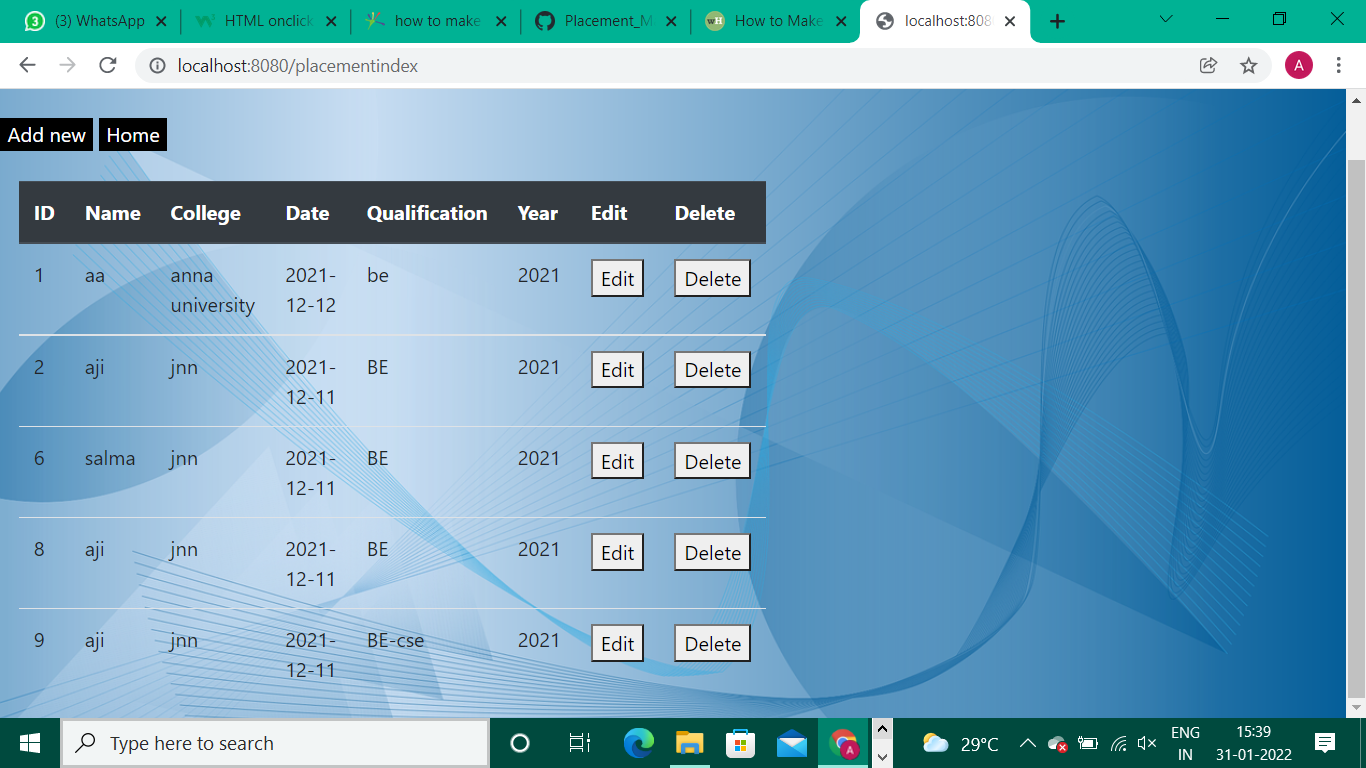 3
(3) WhatsApp
HTML onclick
how to make
Placement_M
wH
How to Make
localhost:808
localhost:8080/placementindex
A
Add new Home
ID Name College Date Qualification Year Edit Delete
1 aa anna 2021- be 2021 Edit Delete
university 12-12
2 aji jnn 2021- BE 2021 Edit Delete
12-11
6 salma jnn 2021- BE 2021 Edit Delete
12-11
8 aji jnn 2021- BE 2021 Edit Delete
12-11
9 aji jnn 2021- BE-cse 2021 Edit Delete
12-11
Type here to search
A
29°C
ENG
IN
15:39
31-01-2022